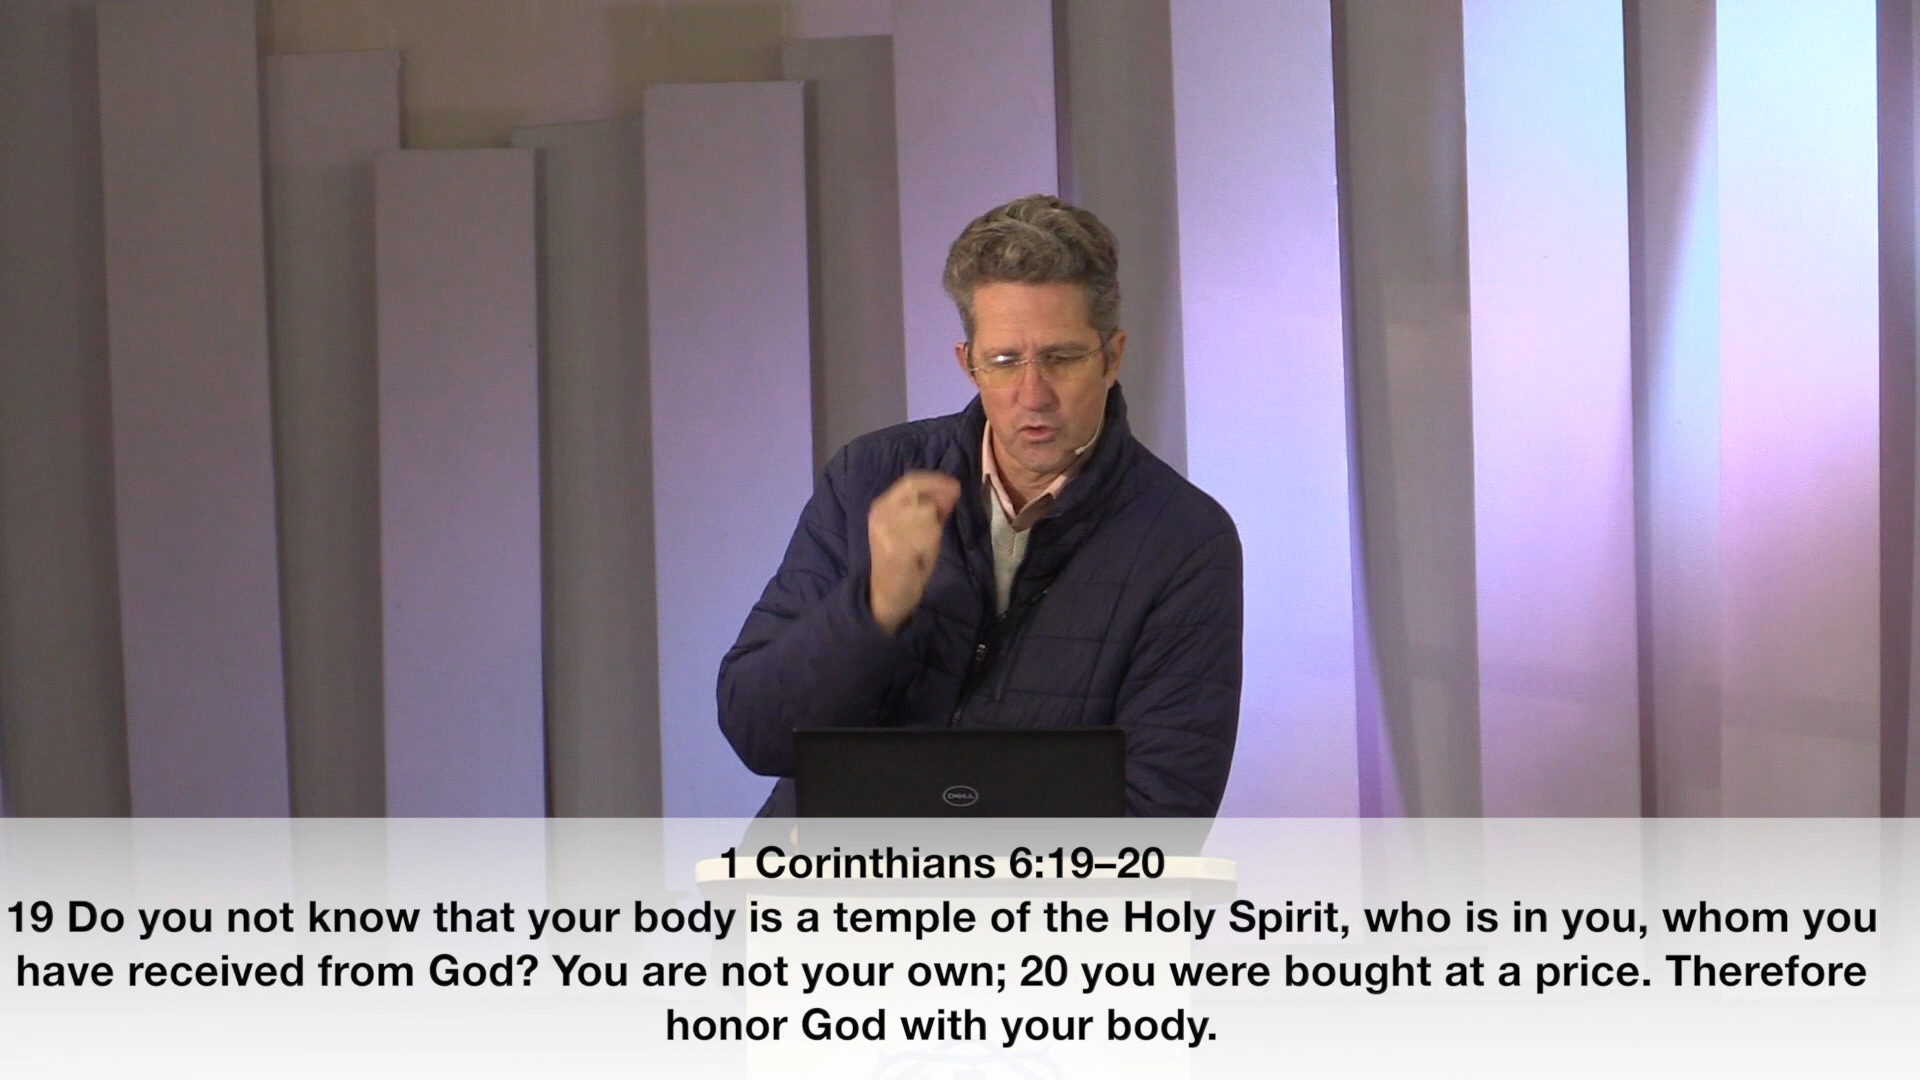 DELL
1 Corinthians 6:19–20
19 Do you not know that your body is a temple of the Holy Spirit, who is in you, whom you
have received from God? You are not your own; 20 you were bought at a price. Therefore
honor God with your body.